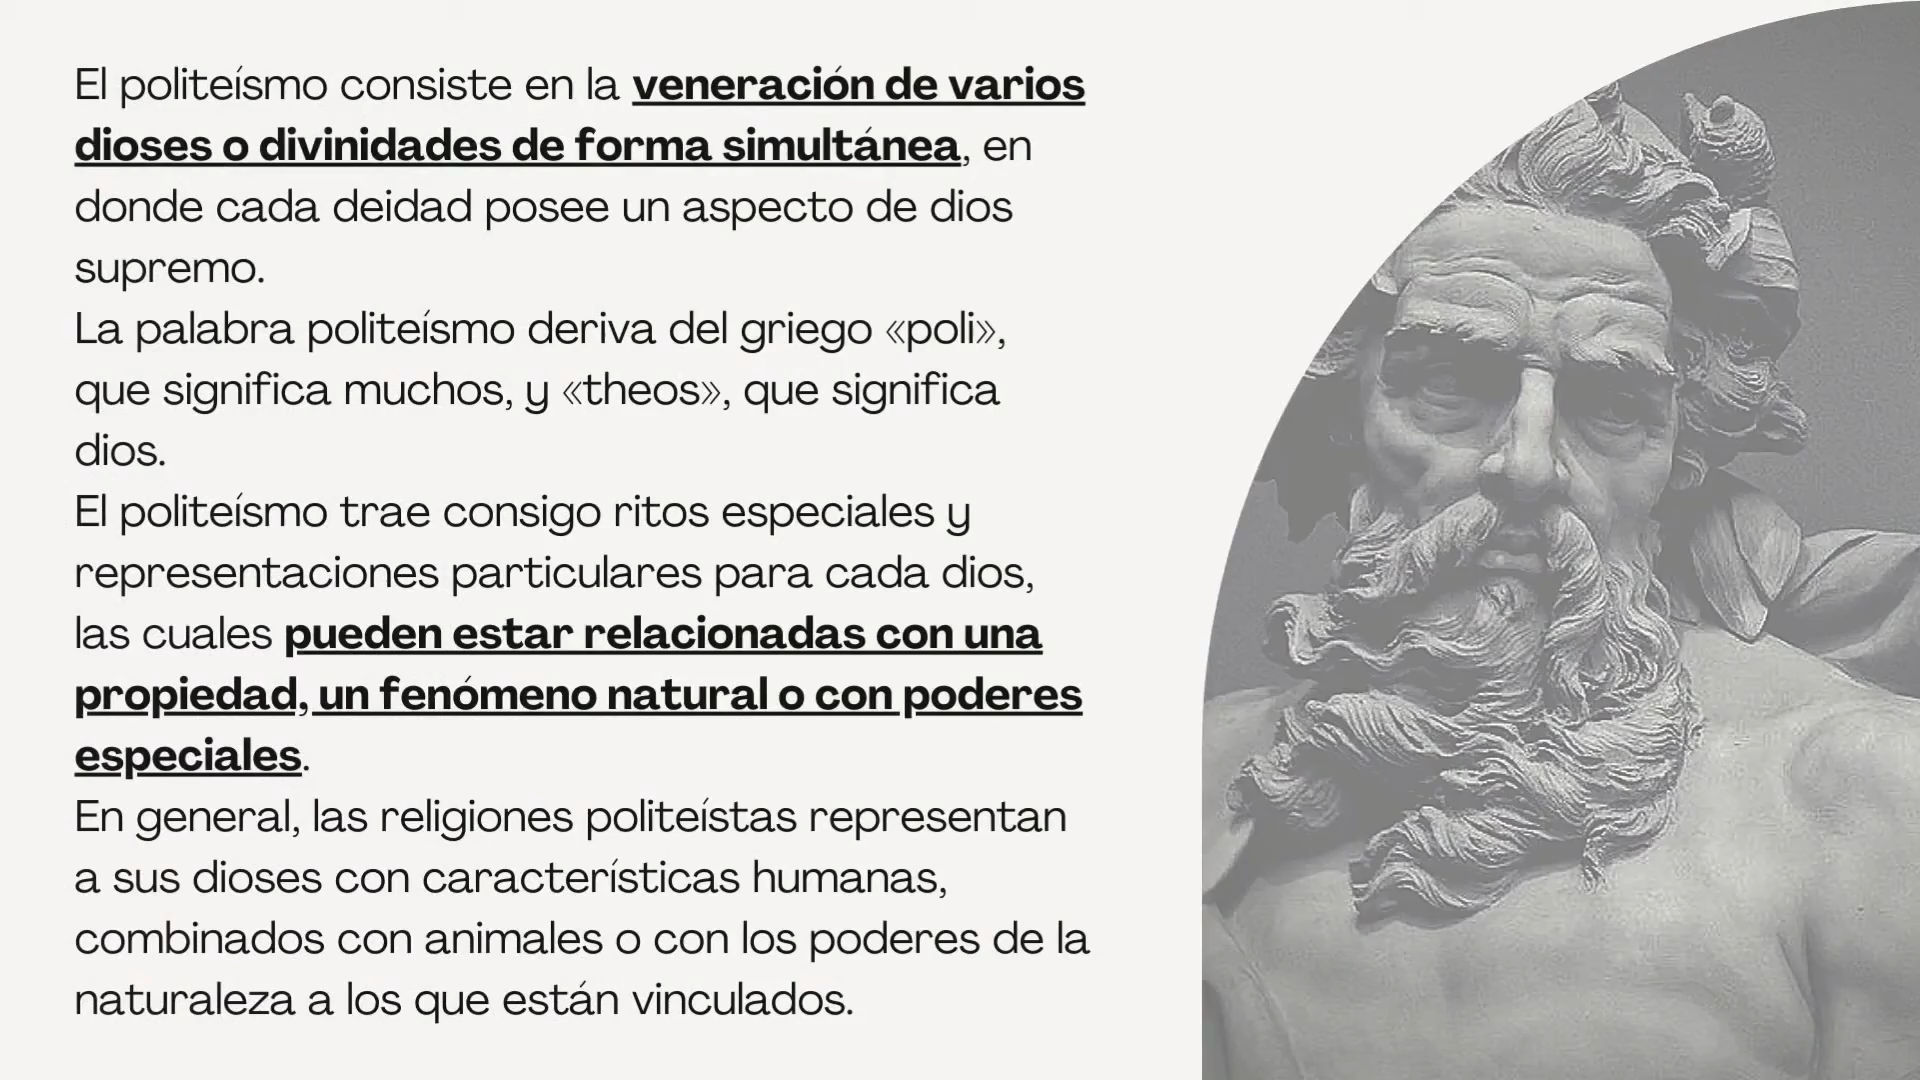 El politeísmo consiste en la veneración de varios
dioses o divinidades de forma simultánea, en
donde cada deidad posee un aspecto de dios
supremo.
La palabra politeísmo deriva del griego «poli»,
que significa muchos, y «theos», que significa
dios.
El politeísmo trae consigo ritos especiales y
representaciones particulares para cada dios,
las cuales pueden estar relacionadas con una
propiedad, un fenómeno natural o con poderes
especiales.
En general, las religiones politeístas representan
a sus dioses con características humanas,
combinados con animales o con los poderes de la
naturaleza a los que están vinculados.